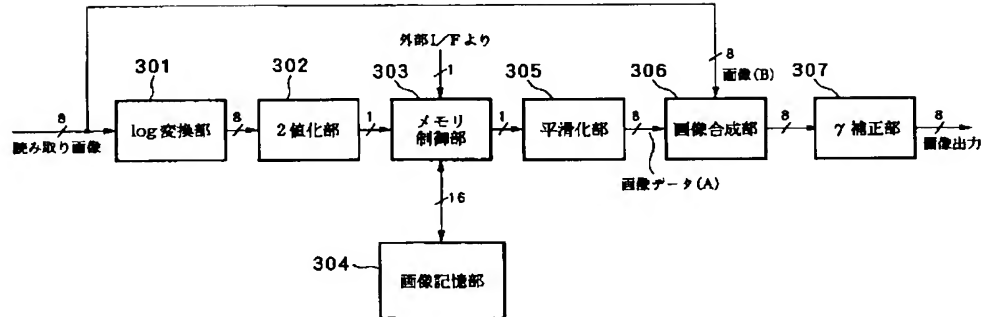 外部I/Fより
301
302
303
1
305
306
8
画像(B)
307
8
log変換部
8
2値化部
1
メモリ
制御部
1
平滑化部
8
画像合成部
8
γ補正部
8
読み取り画像
画像データ(A)
画像出力
16
304
画像記憶部